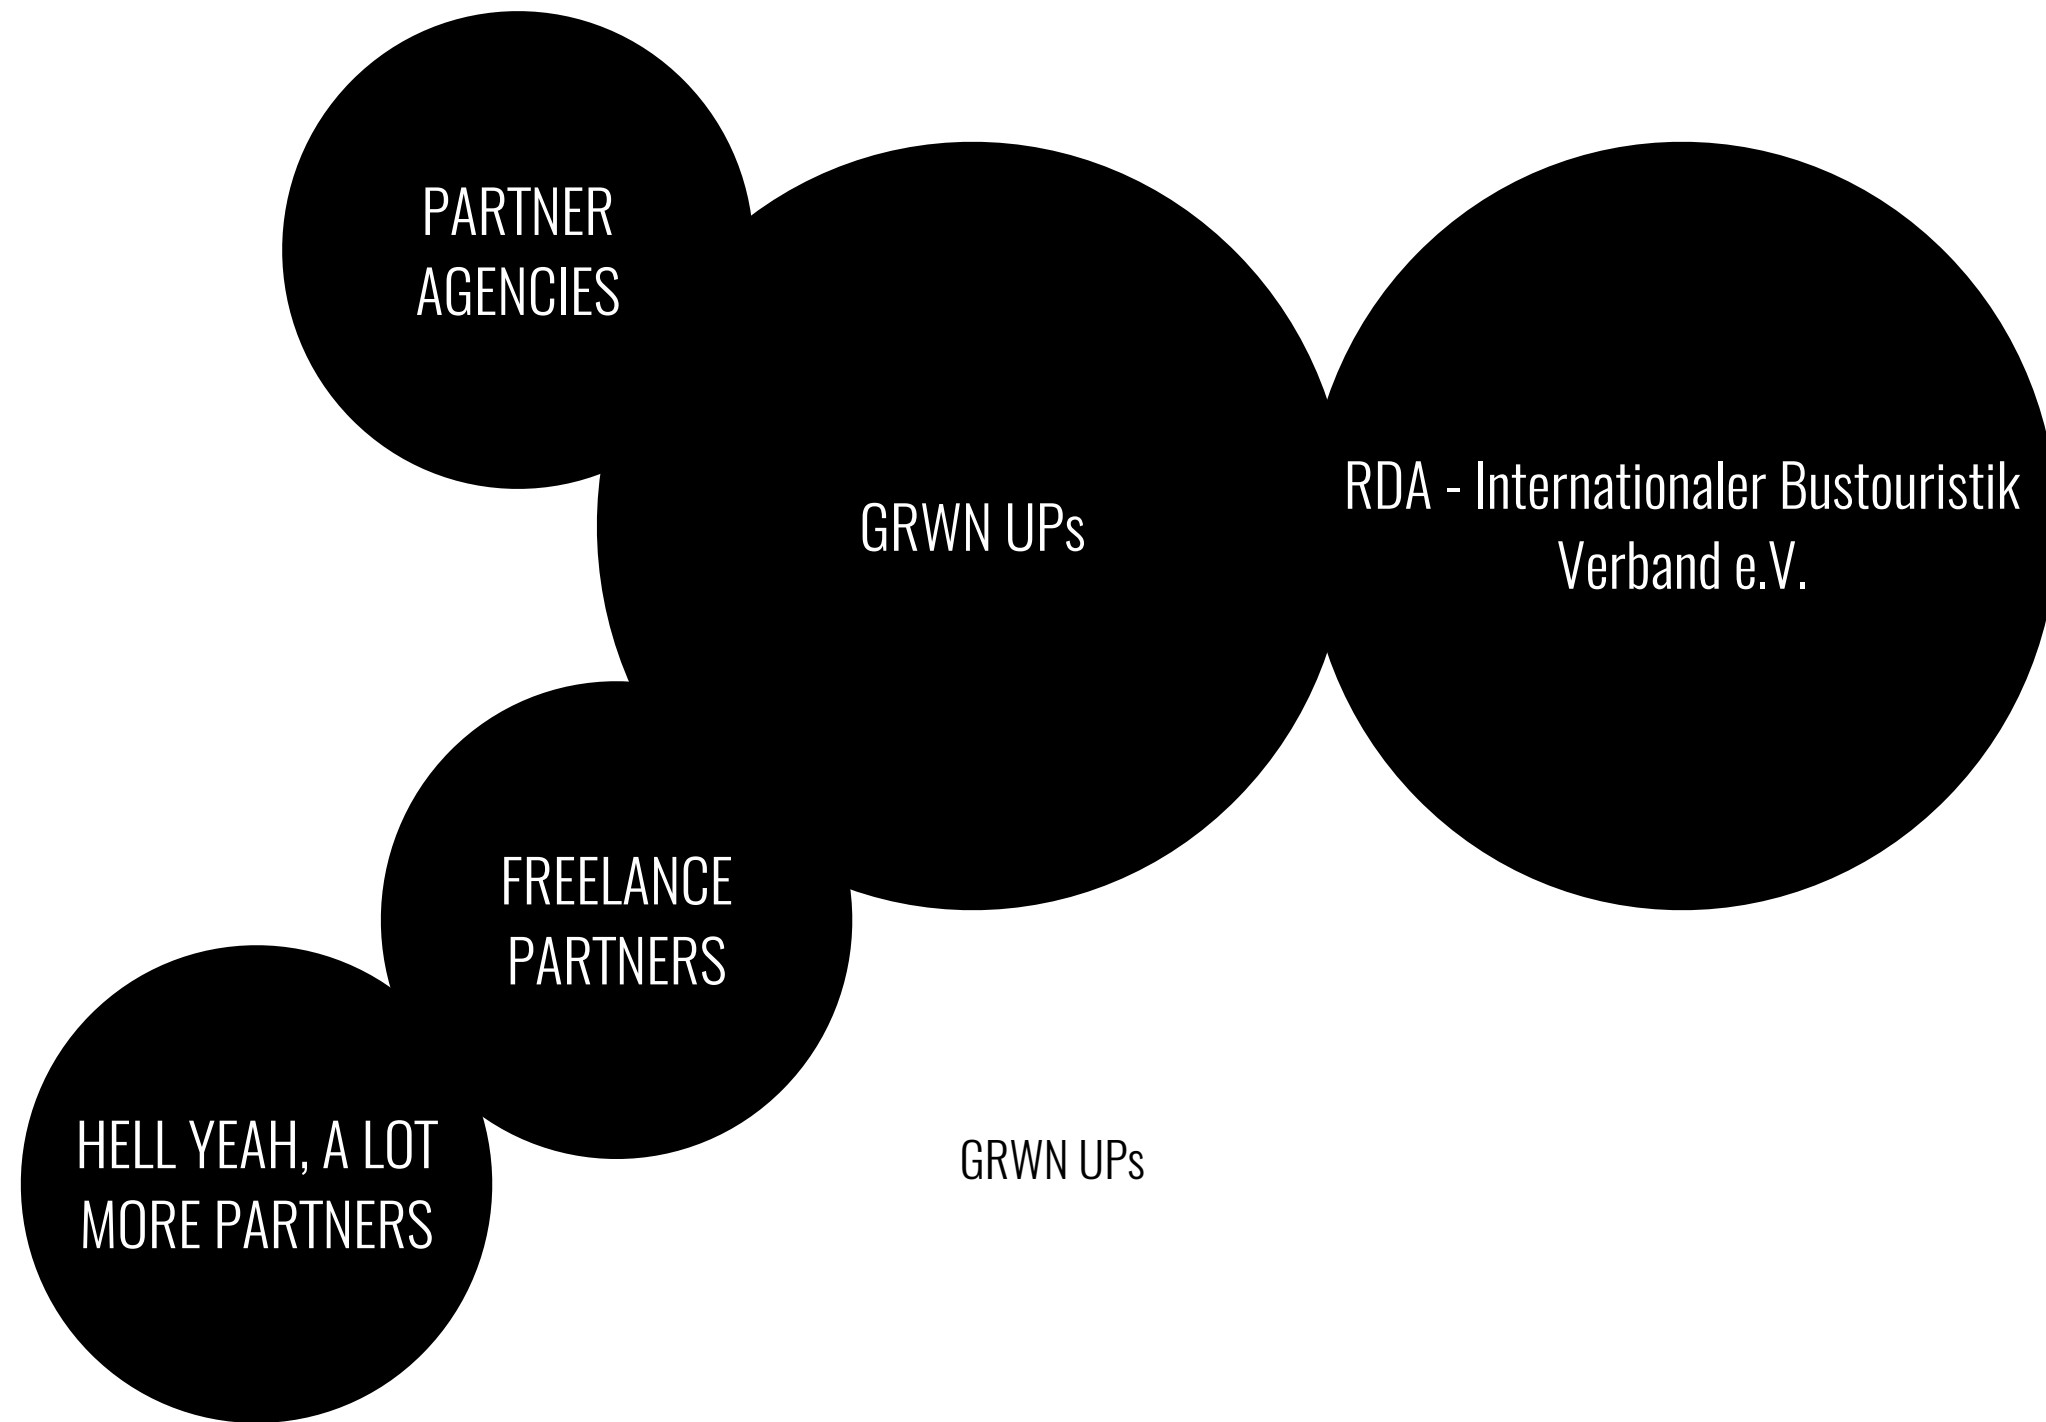 PARTNER
AGENCIES
GRWN UPs
RDA - Internationaler Bustouristik
Verband e.V.
FREELANCE
PARTNERS
HELL YEAH, A LOT
MORE PARTNERS
GRWN UPs